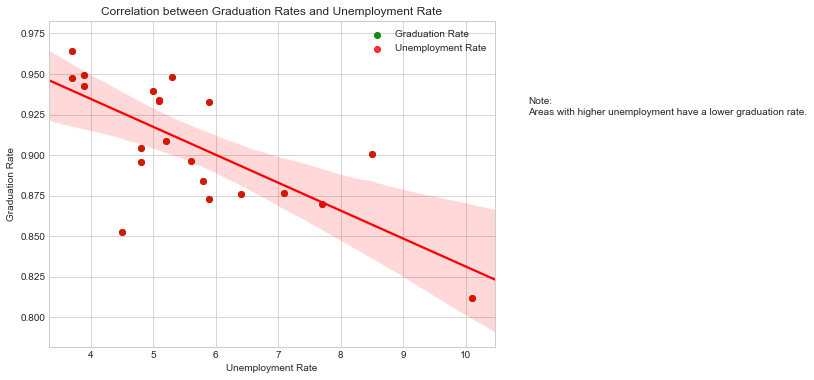 Correlation between Graduation Rates and Unemployment Rate
Graduation Rate
Unemployment Rate
0.975
0.950
0.925
0.900
0.875
0.850
0.825
0.800
Graduation Rate
4 5 6 7 8 9 10
Unemployment Rate
Note:
Areas with higher unemployment have a lower graduation rate.